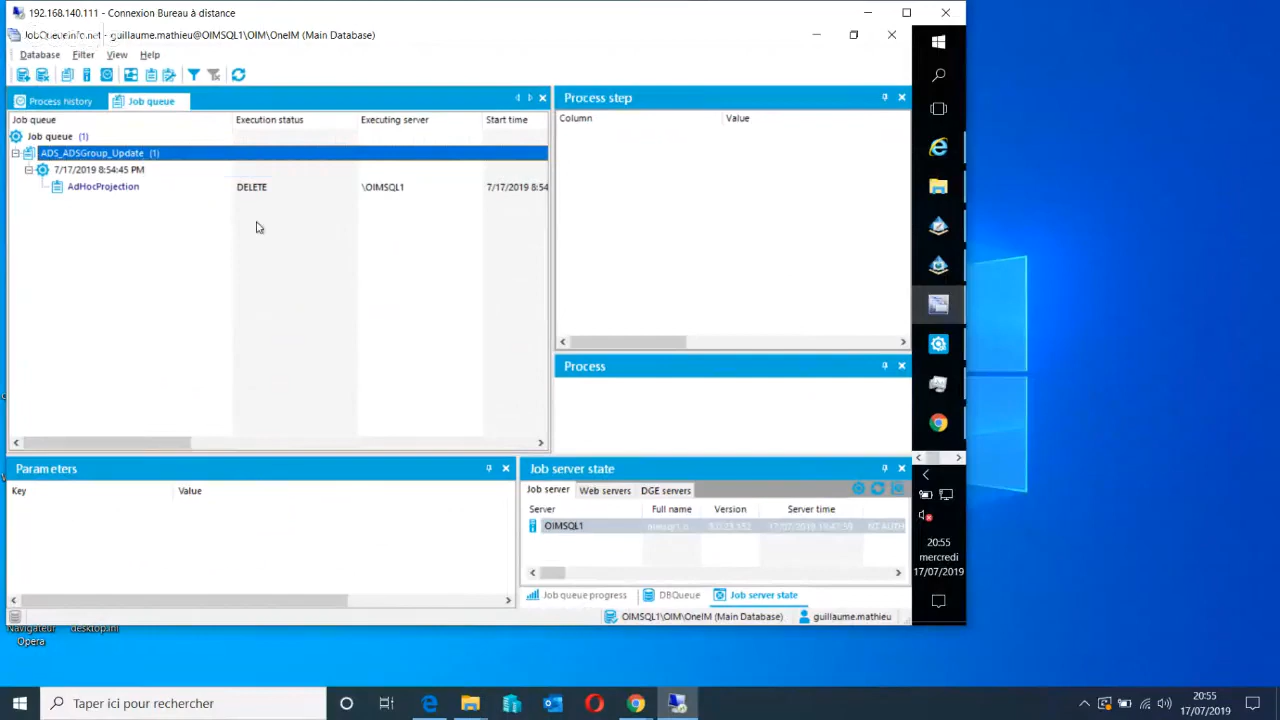 192.168.140.111 - Connexion Bureau à distance
JobQueueInfo.net - guillaume.mathieu@OIMSQL1\OIM\OneIM (Main Database)
Database Filter View Help
Process history Job queue
Job queue Execution status Executing server Start time
Job queue (1)
ADS_ADSGroup_Update (1)
7/17/2019 8:54:45 PM
AdHocProjection DELETE \OIMSQL1 7/17/2019 8:54
Process step
Column Value
Process
Parameters
Key Value
Job server state
Job server Web servers DGE servers
Server Full name Version Server time
OIMSQL1
Job queue progress DBQueue Job server state
OIMSQL1\OIM\OneIM (Main Database) guillaume.mathieu
20:55
mercredi
17/07/2019
Navigateur desktop.ini
Opera
Taper ici pour rechercher
20:55
17/07/2019